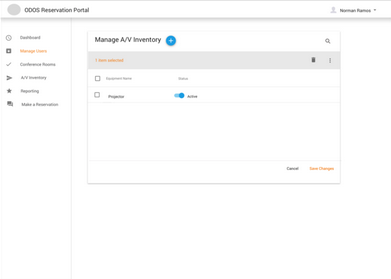 ODOS Reservation Portal
Norman Ramos
Dashboard
Manage Users
Conference Rooms
A/V Inventory
Reporting
Make a Reservation
Manage A/V Inventory
1 item selected
Equipment Name Status
Projector Active
Cancel Save Changes